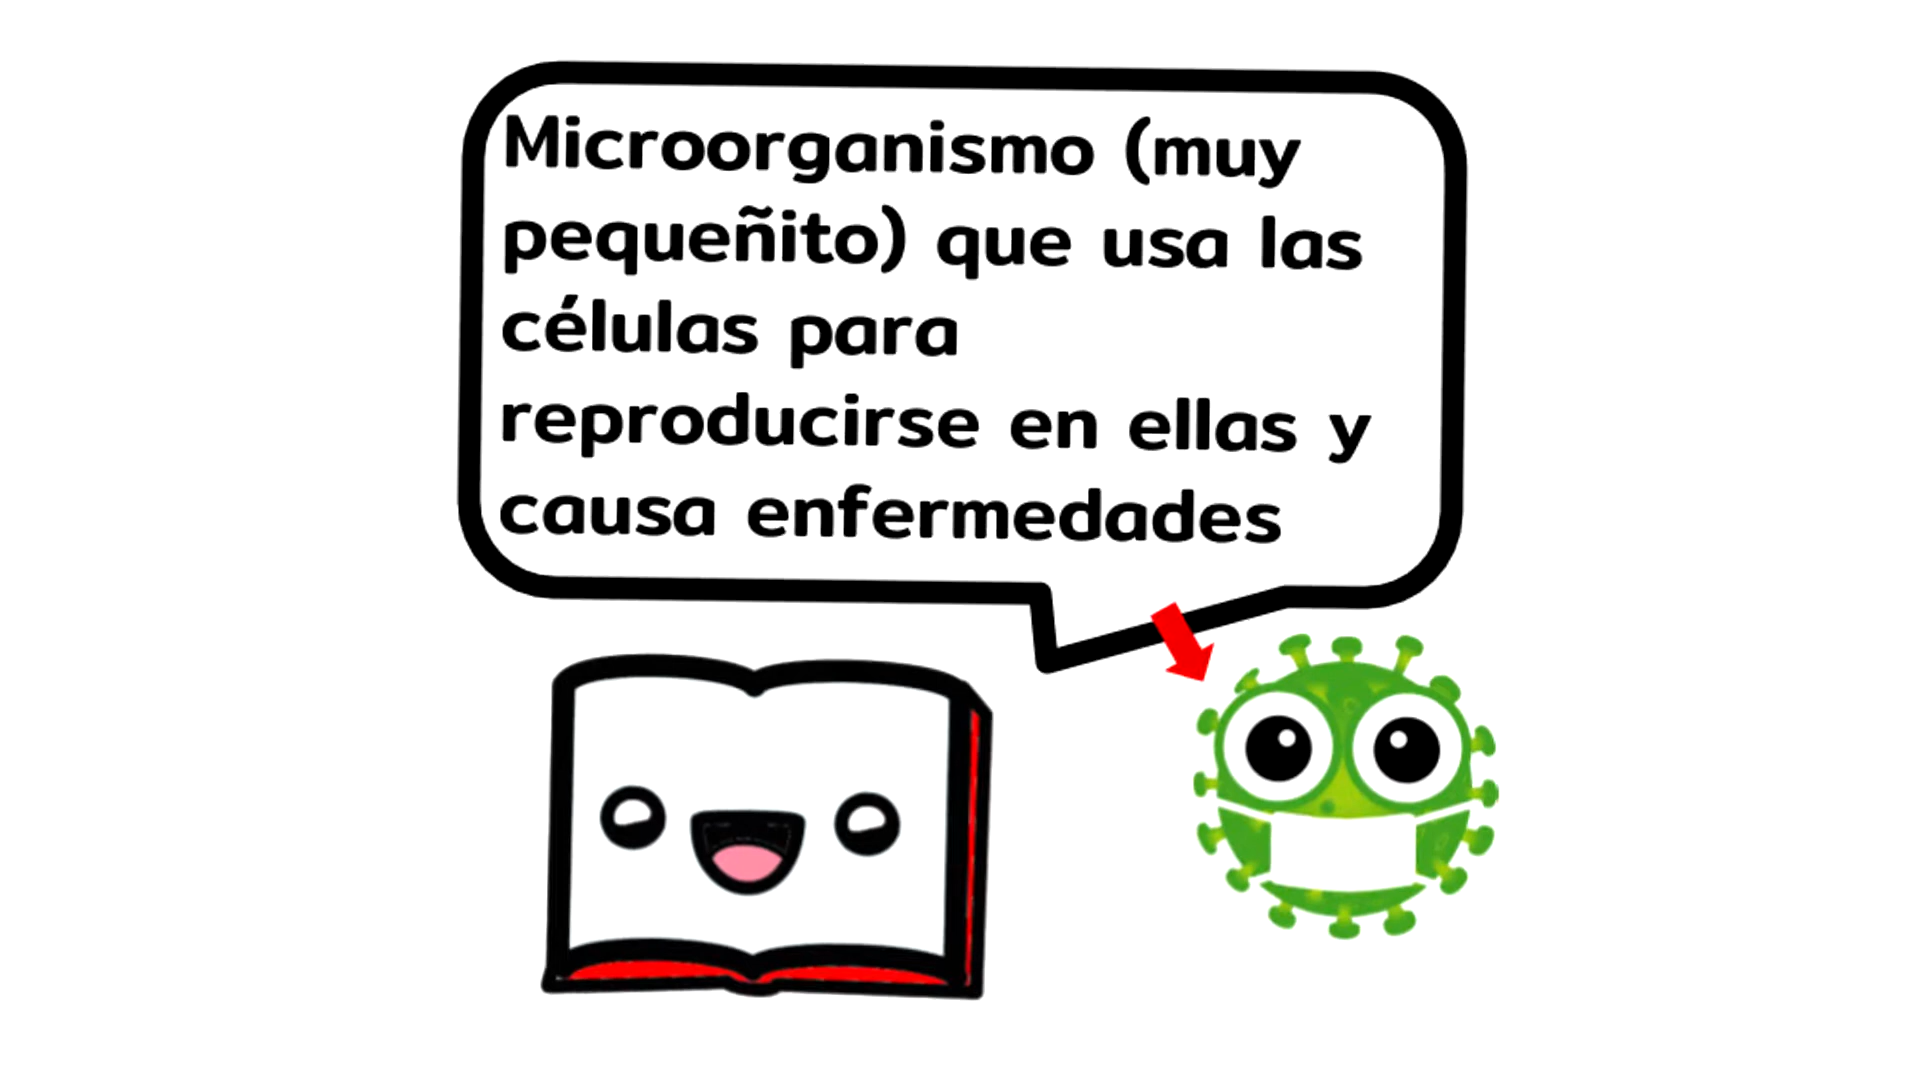 Microorganismo (muy
pequeñito) que usa las
células para
reproducirse en ellas y
causa enfermedades